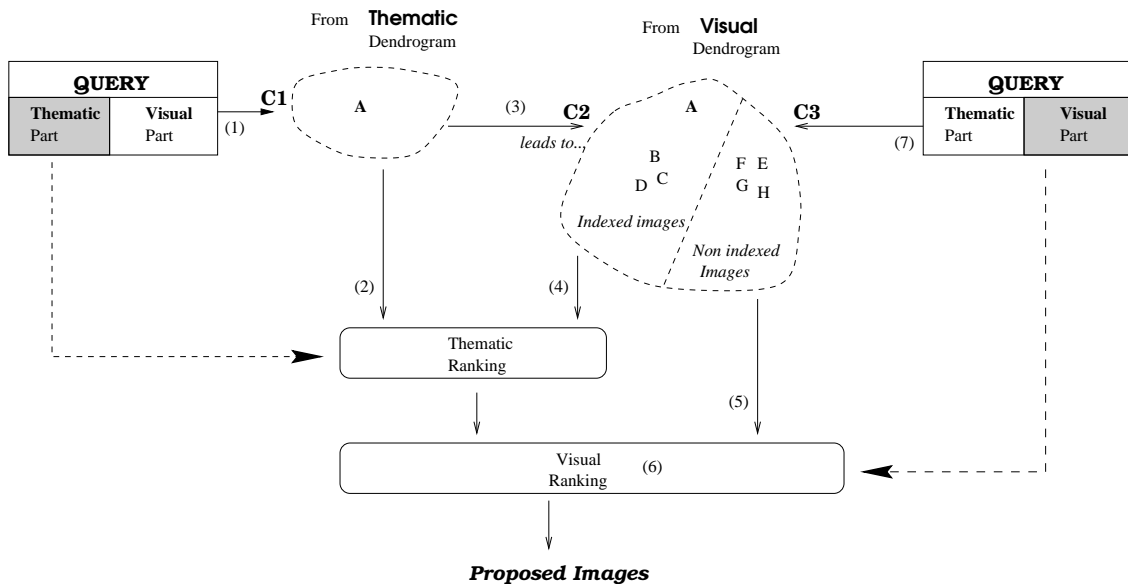 From Thematic
Dendrogram
From Visual
Dendrogram
QUERY
Thematic
Part
Visual
Part
(1)
C1
A
(3)
leads to...
C2
A
B
D C
Indexed images
F E
G H
Non indexed
Images
C3
(7)
QUERY
Thematic
Part
Visual
Part
(2)
(4)
Thematic
Ranking
(5)
Visual
Ranking
(6)
Proposed Images